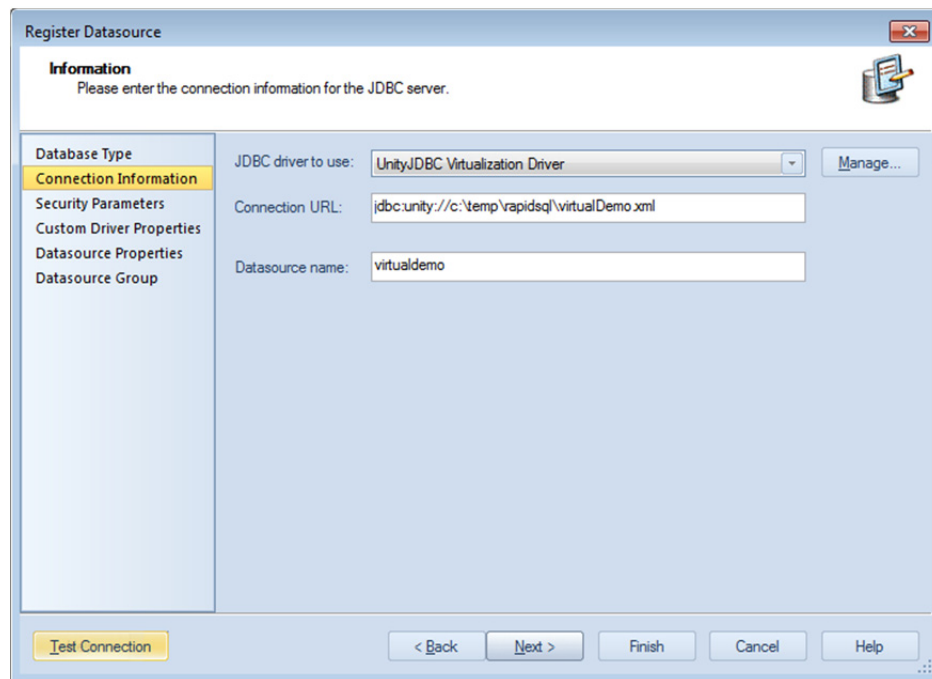 Register Datasource
Information
Please enter the connection information for the JDBC server.
Database Type
Connection Information
Security Parameters
Custom Driver Properties
Datasource Properties
Datasource Group
JDBC driver to use: UnityJDBC Virtualization Driver Manage...
Connection URL: jdbc:unity://c:\temp\rapidsql\virtualDemo.xml
Datasource name: virtualdemo
Test Connection < Back Next > Finish Cancel Help